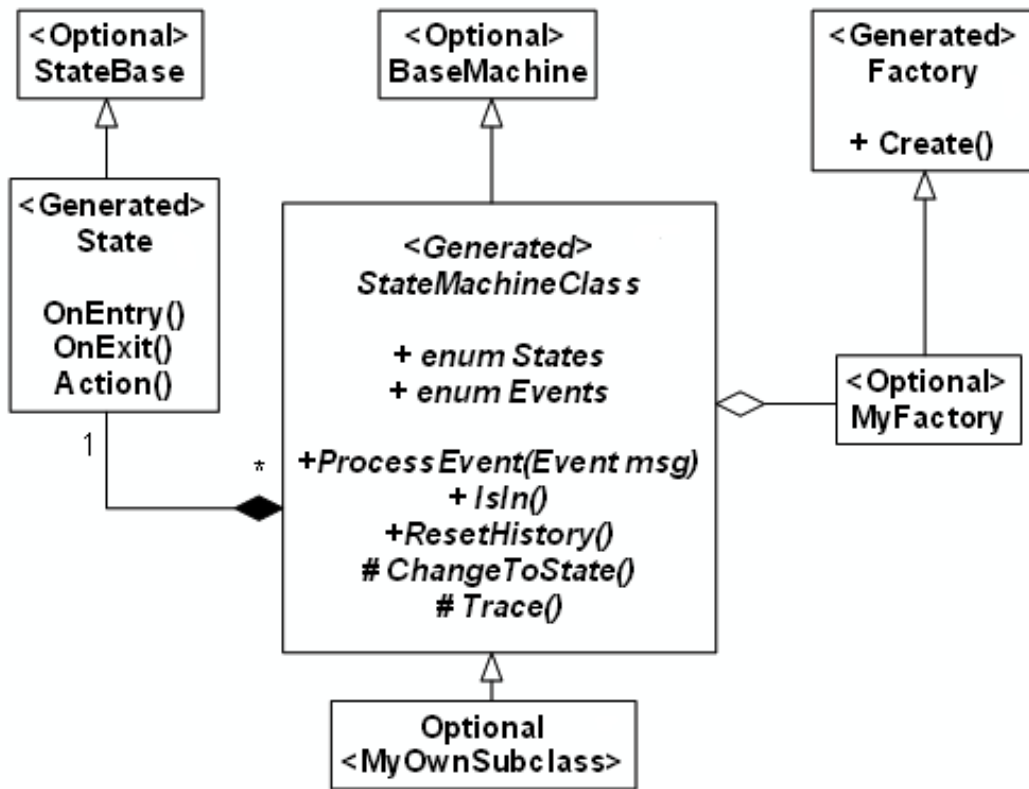 <Optional>
StateBase
<Optional>
BaseMachine
<Generated>
Factory
+ Create()
<Generated>
State
OnEntry()
OnExit()
Action()
<Generated>
StateMachineClass
+ enum States
+ enum Events
+ProcessEvent(Event msg)
+ IsIn()
+ResetHistory()
# ChangeToState()
# Trace()
<Optional>
MyFactory
1
*
Optional
<MyOwnSubclass>